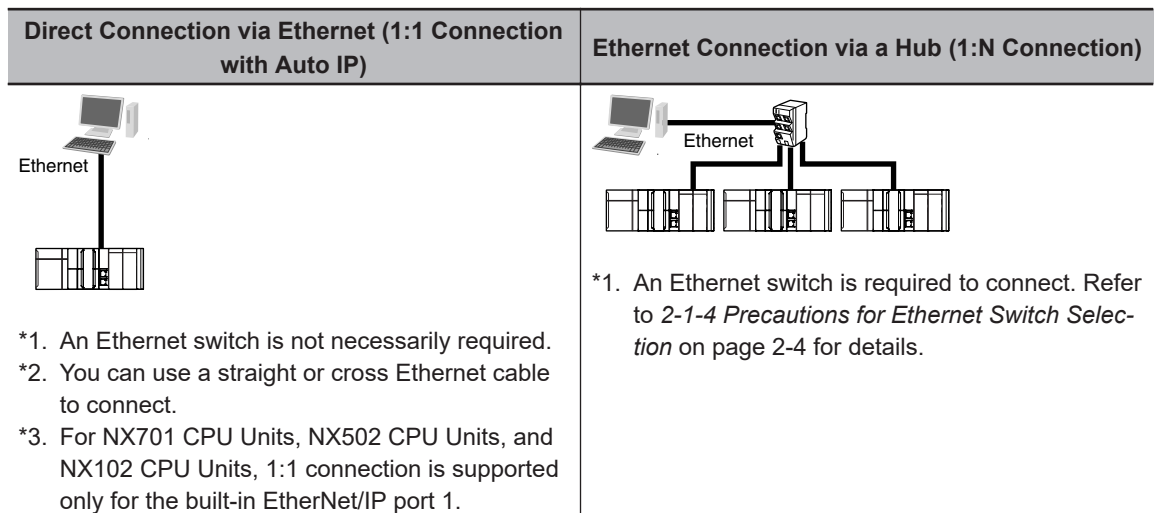 Direct Connection via Ethernet (1:1 Connection
with Auto IP)
Ethernet
*1. An Ethernet switch is not necessarily required.
*2. You can use a straight or cross Ethernet cable
to connect.
*3. For NX701 CPU Units, NX502 CPU Units, and
NX102 CPU Units, 1:1 connection is supported
only for the built-in EtherNet/IP port 1.
Ethernet Connection via a Hub (1:N Connection)
Ethernet
*1. An Ethernet switch is required to connect. Refer
to 2-1-4 Precautions for Ethernet Switch Selec-
tion on page 2-4 for details.